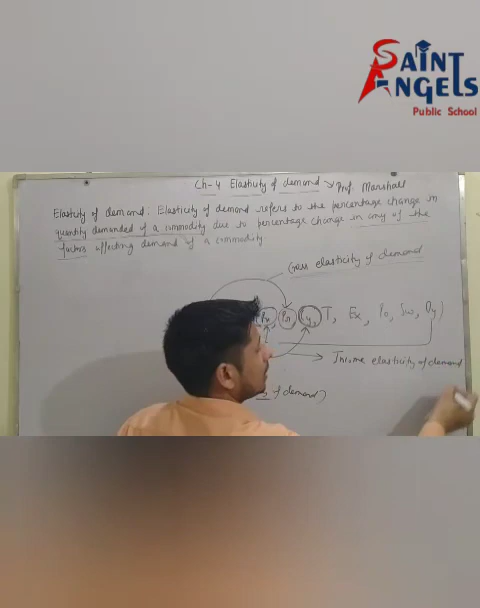 SAINT
ANGELS
Public School
Ch-4 Elasticity of demand → Prof. Marshall
Elasticity of demand: Elasticity of demand refers to the percentage change in
quantity demanded of a commodity due to percentage change in any of the
factors affecting demand of a commodity
Cross elasticity of demand
T, Ex, Po, Sw, Dy)
Income elasticity of demand
of demand)